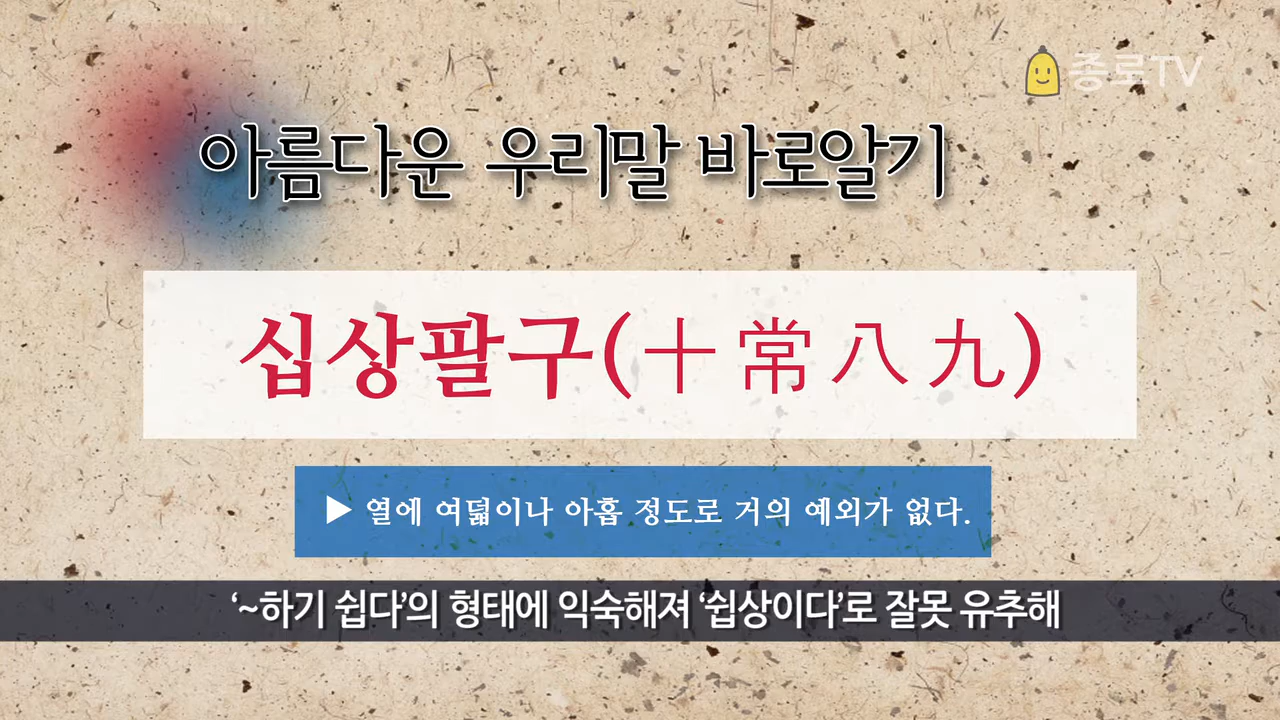 종로TV
아름다운 우리말 바로알기
십상팔구(十常八九)
▶ 열에 여덟이나 아홉 정도로 거의 예외가 없다.
‘~하기 쉽다’의 형태에 익숙해져 ‘쉽상이다’로 잘못 유추해